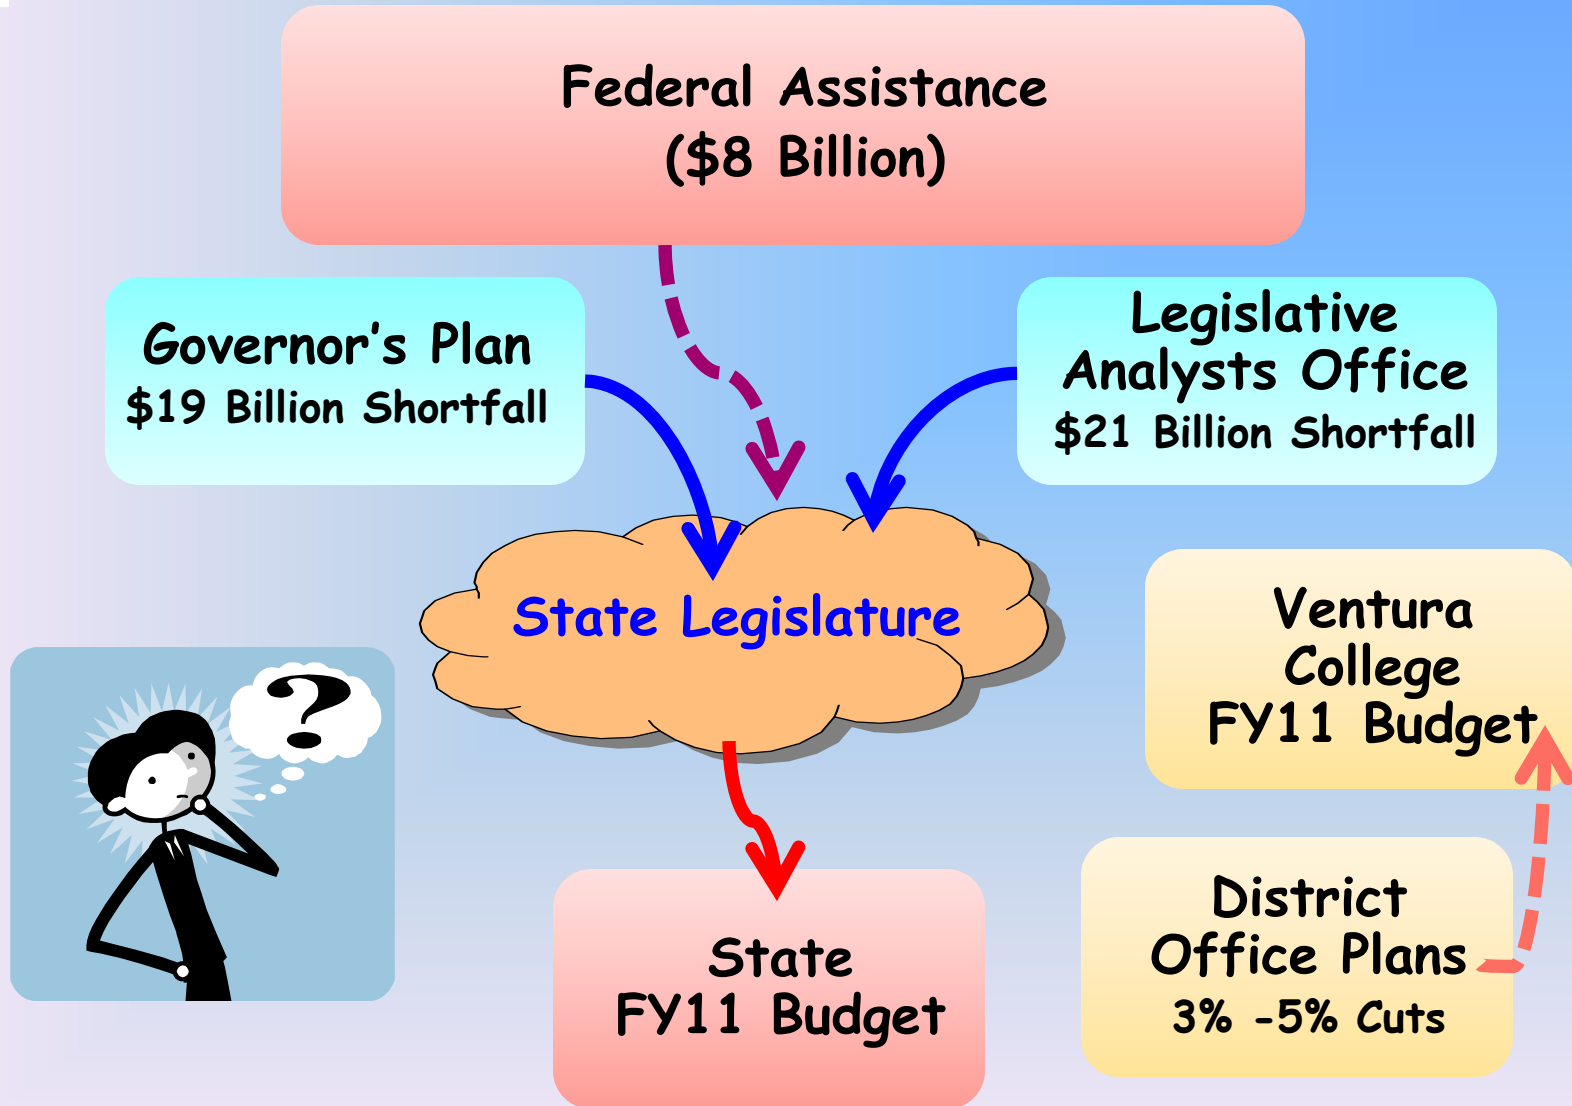 Federal Assistance
($8 Billion)
Governor’s Plan
$19 Billion Shortfall
Legislative
Analysts Office
$21 Billion Shortfall
State Legislature
?
Ventura
College
FY11 Budget
District
Office Plans
3% -5% Cuts
State
FY11 Budget